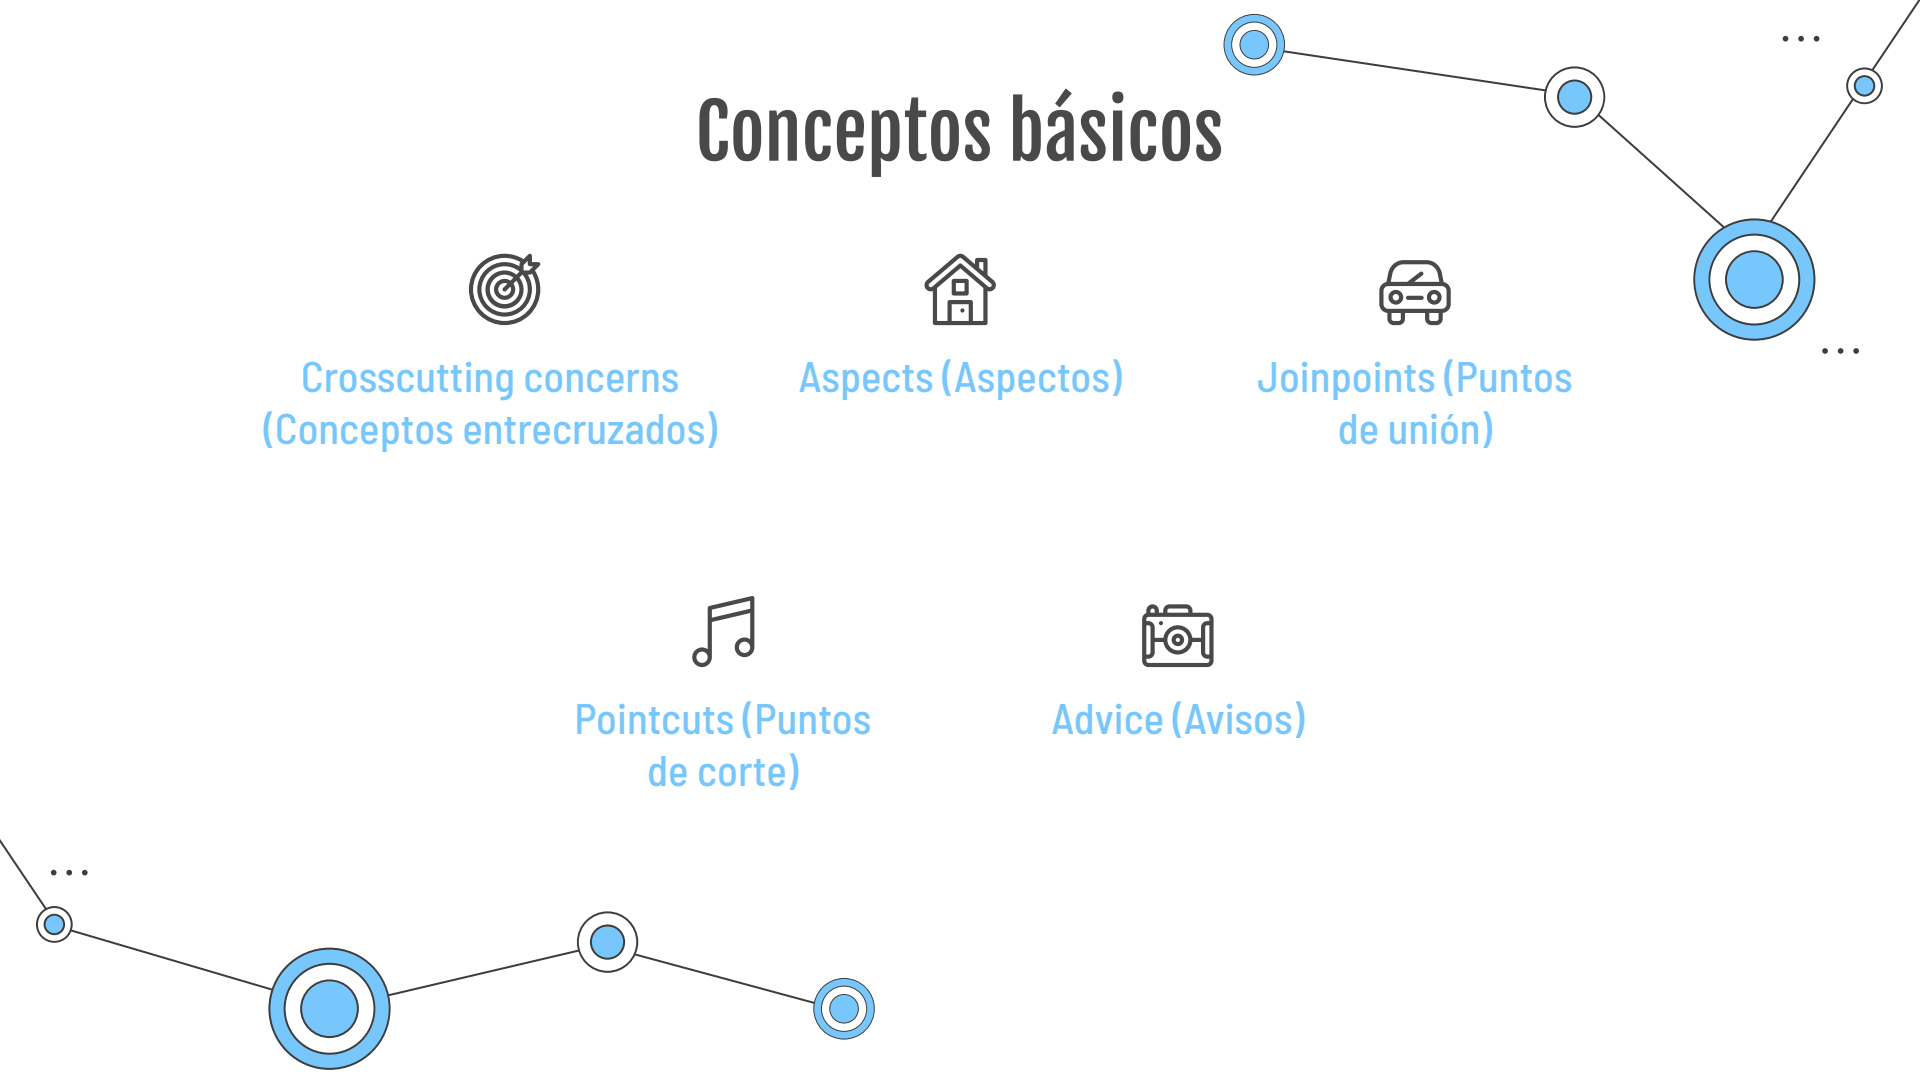 Conceptos básicos
Crosscutting concerns
(Conceptos entrecruzados)
Aspects (Aspectos)
Joinpoints (Puntos
de unión)
Pointcuts (Puntos
de corte)
Advice (Avisos)